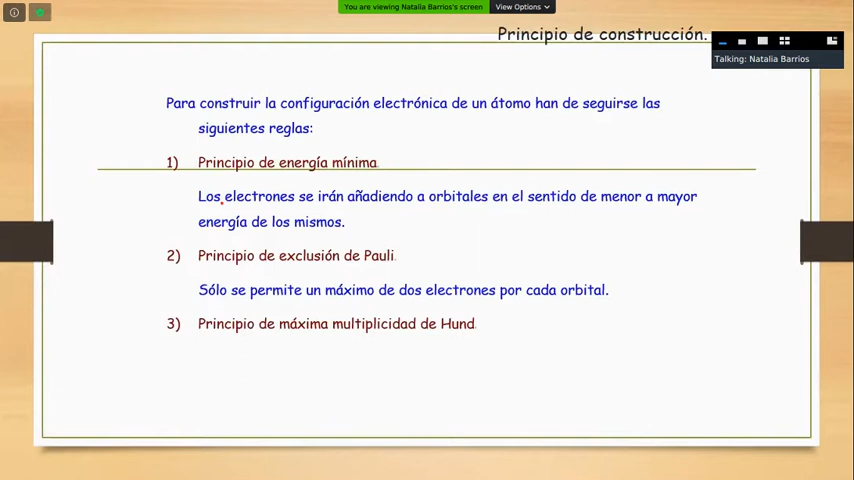 You are viewing Natalia Barrios's screen
View Options
Principio de construcción.
Talking: Natalia Barrios
Para construir la configuración electrónica de un átomo han de seguirse las
siguientes reglas:
1) Principio de energía mínima.
Los electrones se irán añadiendo a orbitales en el sentido de menor a mayor
energía de los mismos.
2) Principio de exclusión de Pauli.
Sólo se permite un máximo de dos electrones por cada orbital.
3) Principio de máxima multiplicidad de Hund.